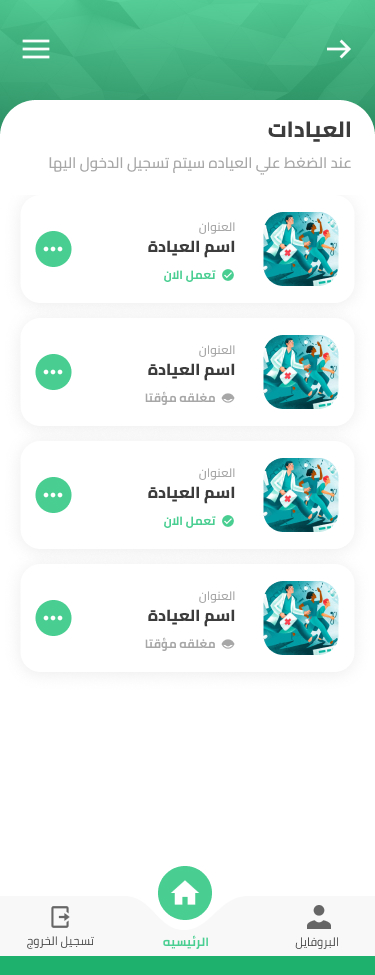 العيادات
عند الضغط علي العياده سيتم تسجيل الدخول اليها
العنوان
اسم العيادة
تعمل الان
العنوان
اسم العيادة
مغلقه مؤقتا
العنوان
اسم العيادة
تعمل الان
العنوان
اسم العيادة
مغلقه مؤقتا
البروفايل
الرئيسيه
تسجيل الخروج